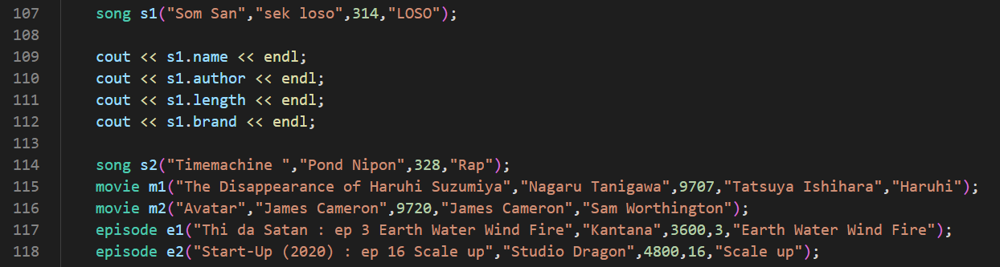 107 song s1("Som San","sek loso",314,"LOSO");
108
109 cout << s1.name << endl;
110 cout << s1.author << endl;
111 cout << s1.length << endl;
112 cout << s1.brand << endl;
113
114 song s2("Timemachine ","Pond Nipon",328,"Rap");
115 movie m1("The Disappearance of Haruhi Suzumiya","Nagaru Tanigawa",9707,"Tatsuya Ishihara","Haruhi");
116 movie m2("Avatar","James Cameron",9720,"James Cameron","Sam Worthington");
117 episode e1("Thi da Satan : ep 3 Earth Water Wind Fire","Kantana",3600,3,"Earth Water Wind Fire");
118 episode e2("Start-Up (2020) : ep 16 Scale up","Studio Dragon",4800,16,"Scale up");